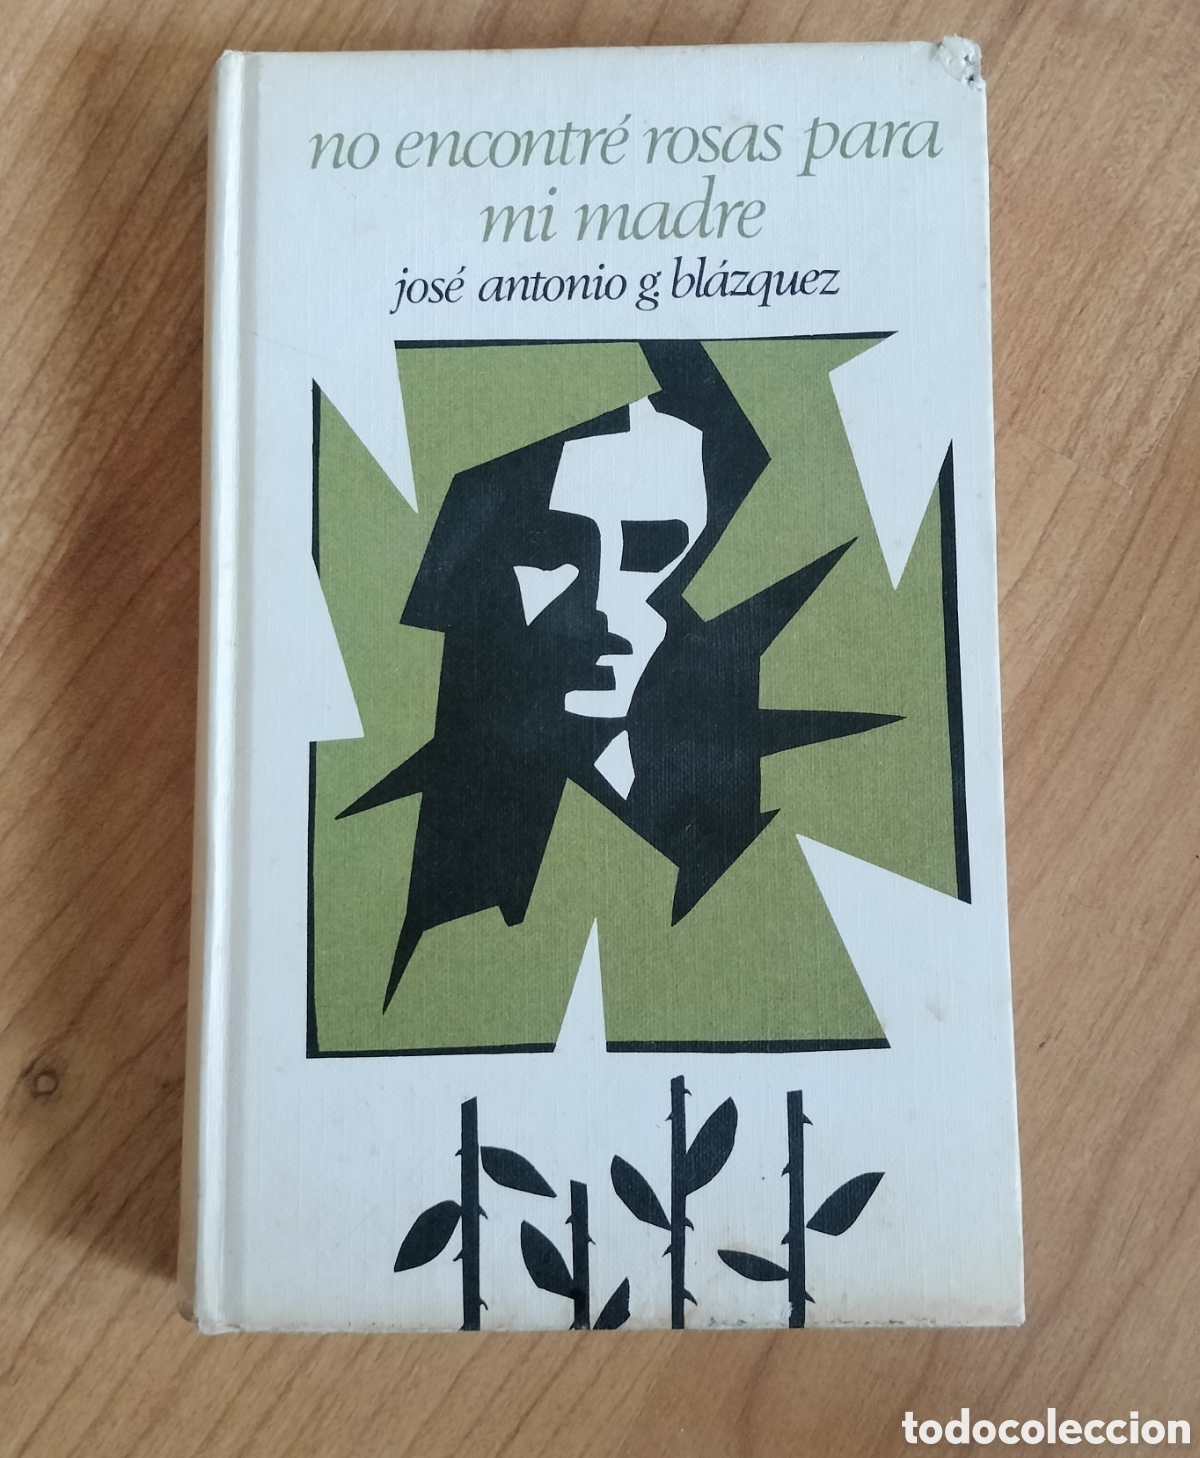 no encontré rosas para
mi madre
josé antonio g. blázquez
todocoleccion